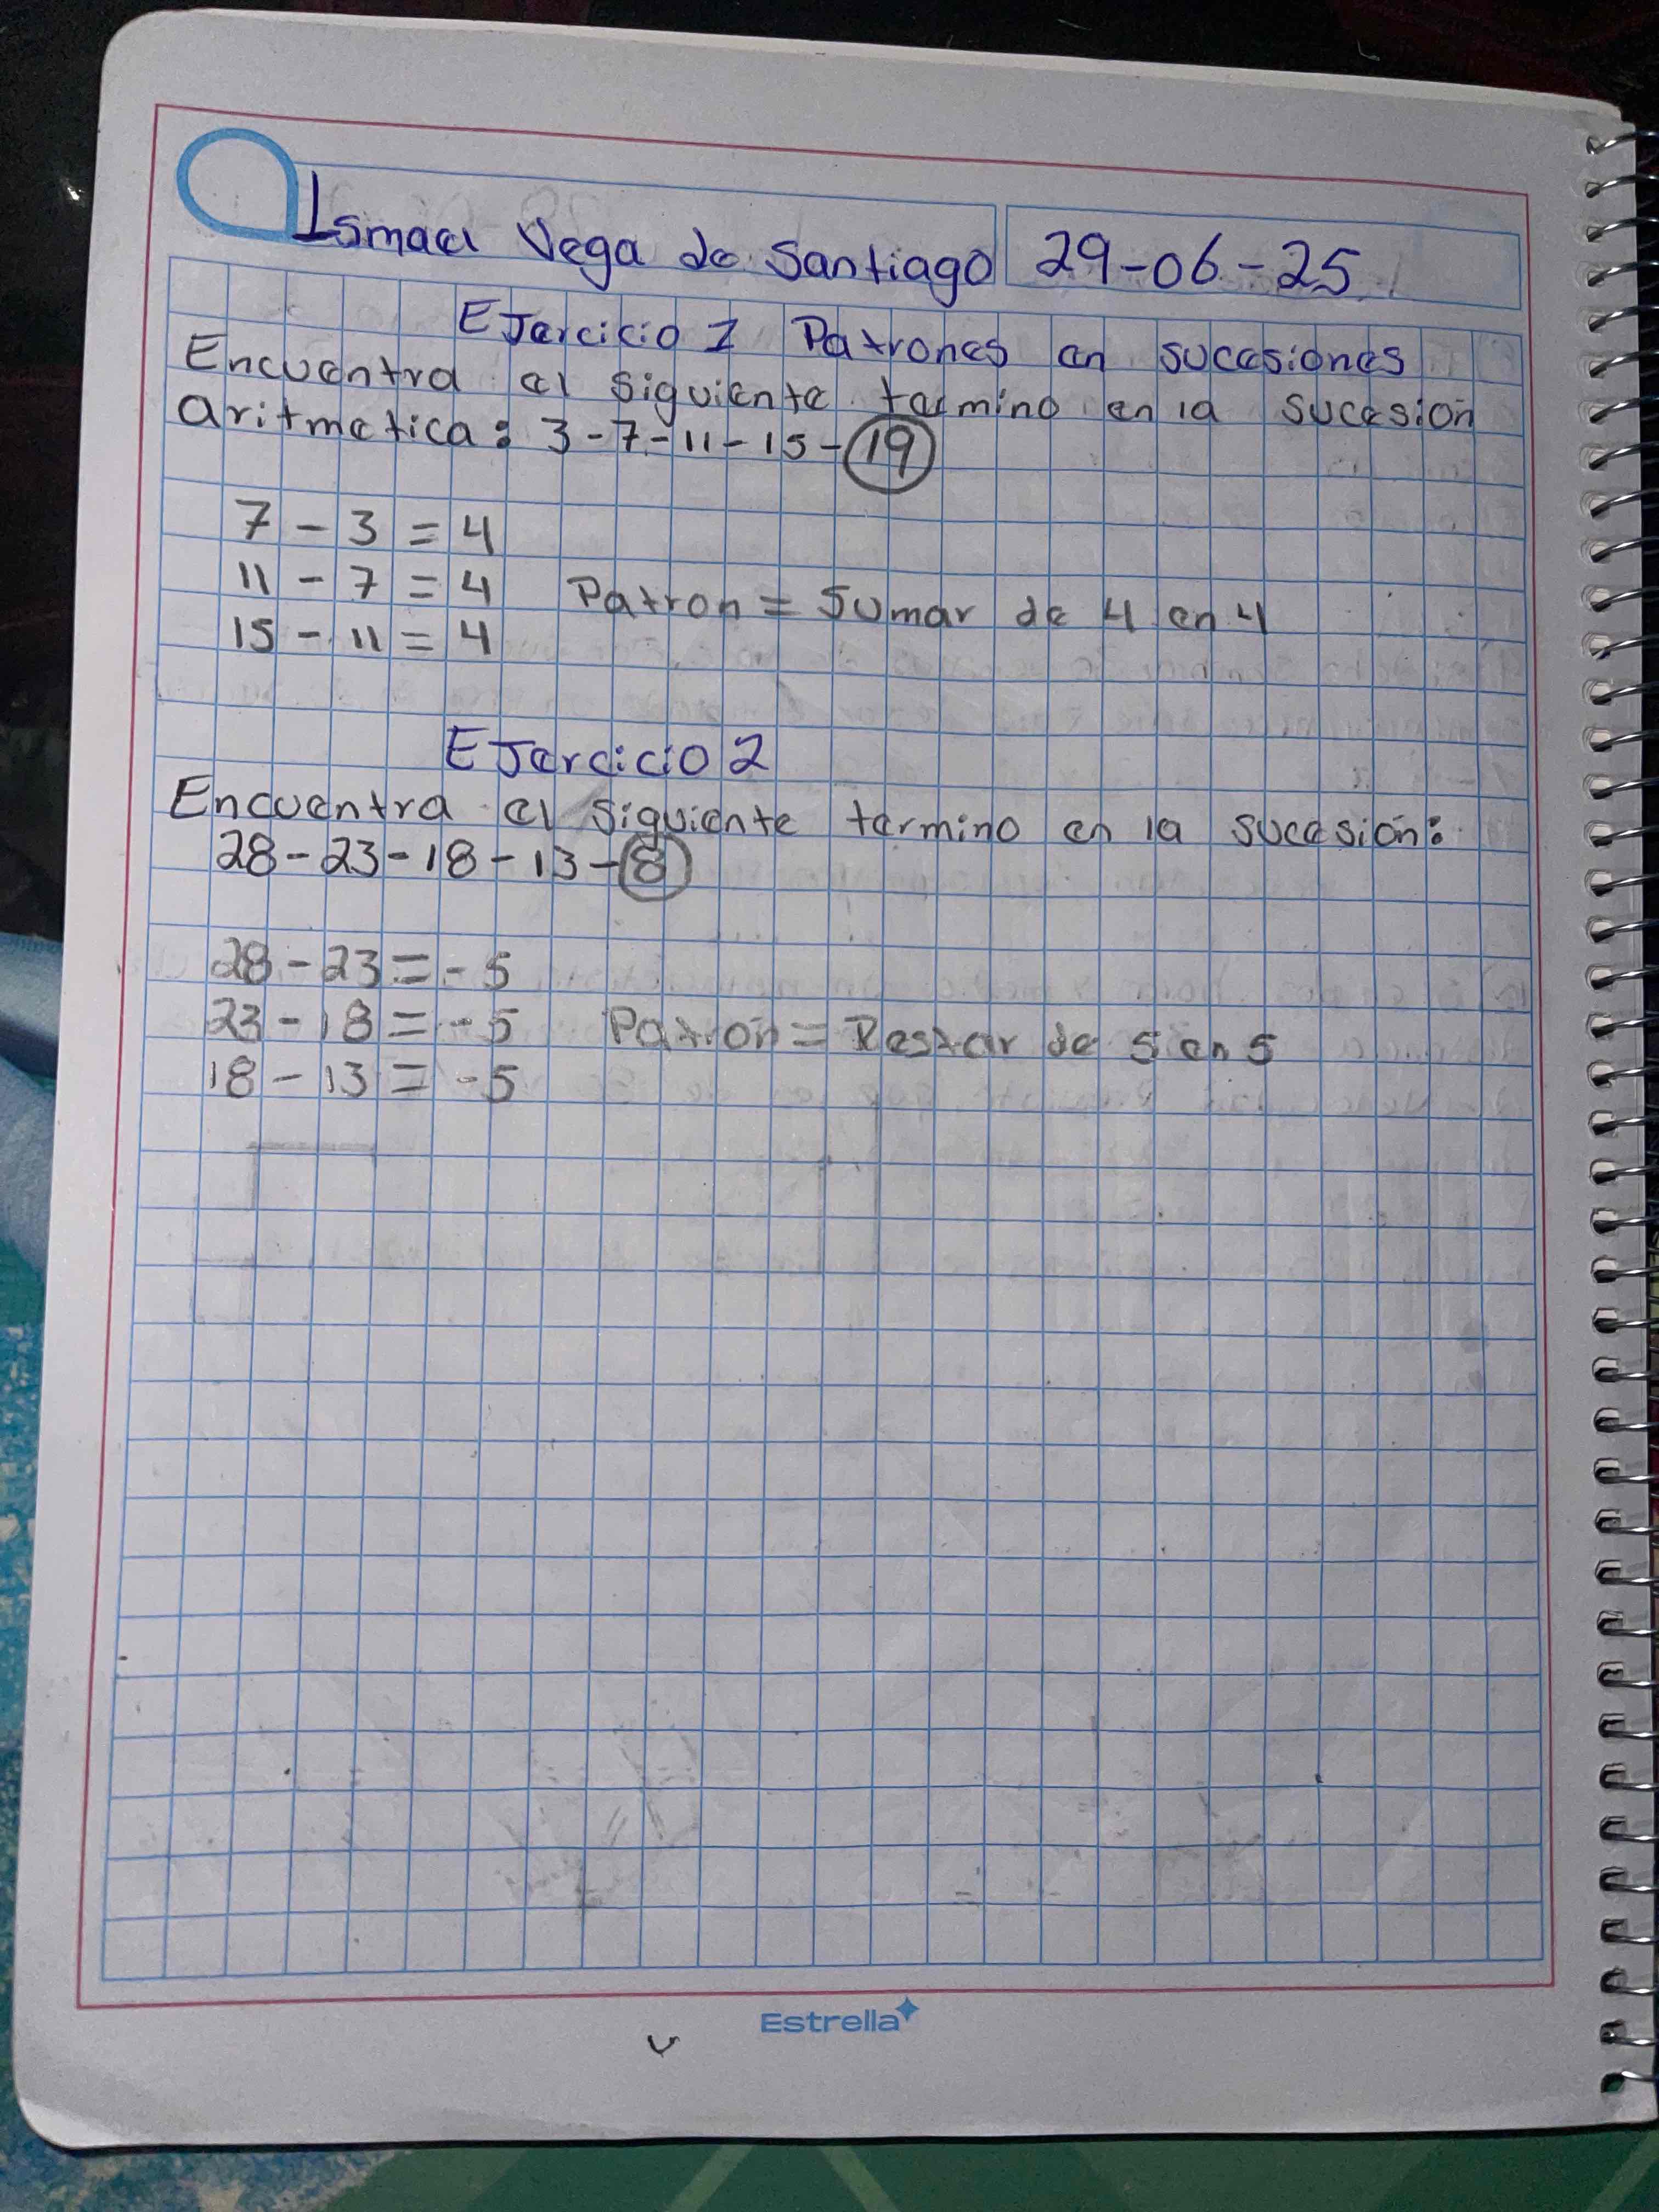 Ismael Vega de Santiago 29-06-25
Ejercicio 1 Patrones en sucesiones
Encuentra el siguiente termino en la sucesion
aritmetica: 3-7-11-15-19
7 - 3 = 4
11 - 7 = 4 Patron = Sumar de 4 en 4
15 - 11 = 4
Ejercicio 2
Encuentra el siguiente termino en la sucesión:
28-23-18-13-8
28 - 23 = - 5
23 - 18 = - 5 Patrón = Restar de 5 en 5
18 - 13 = - 5
Estrella